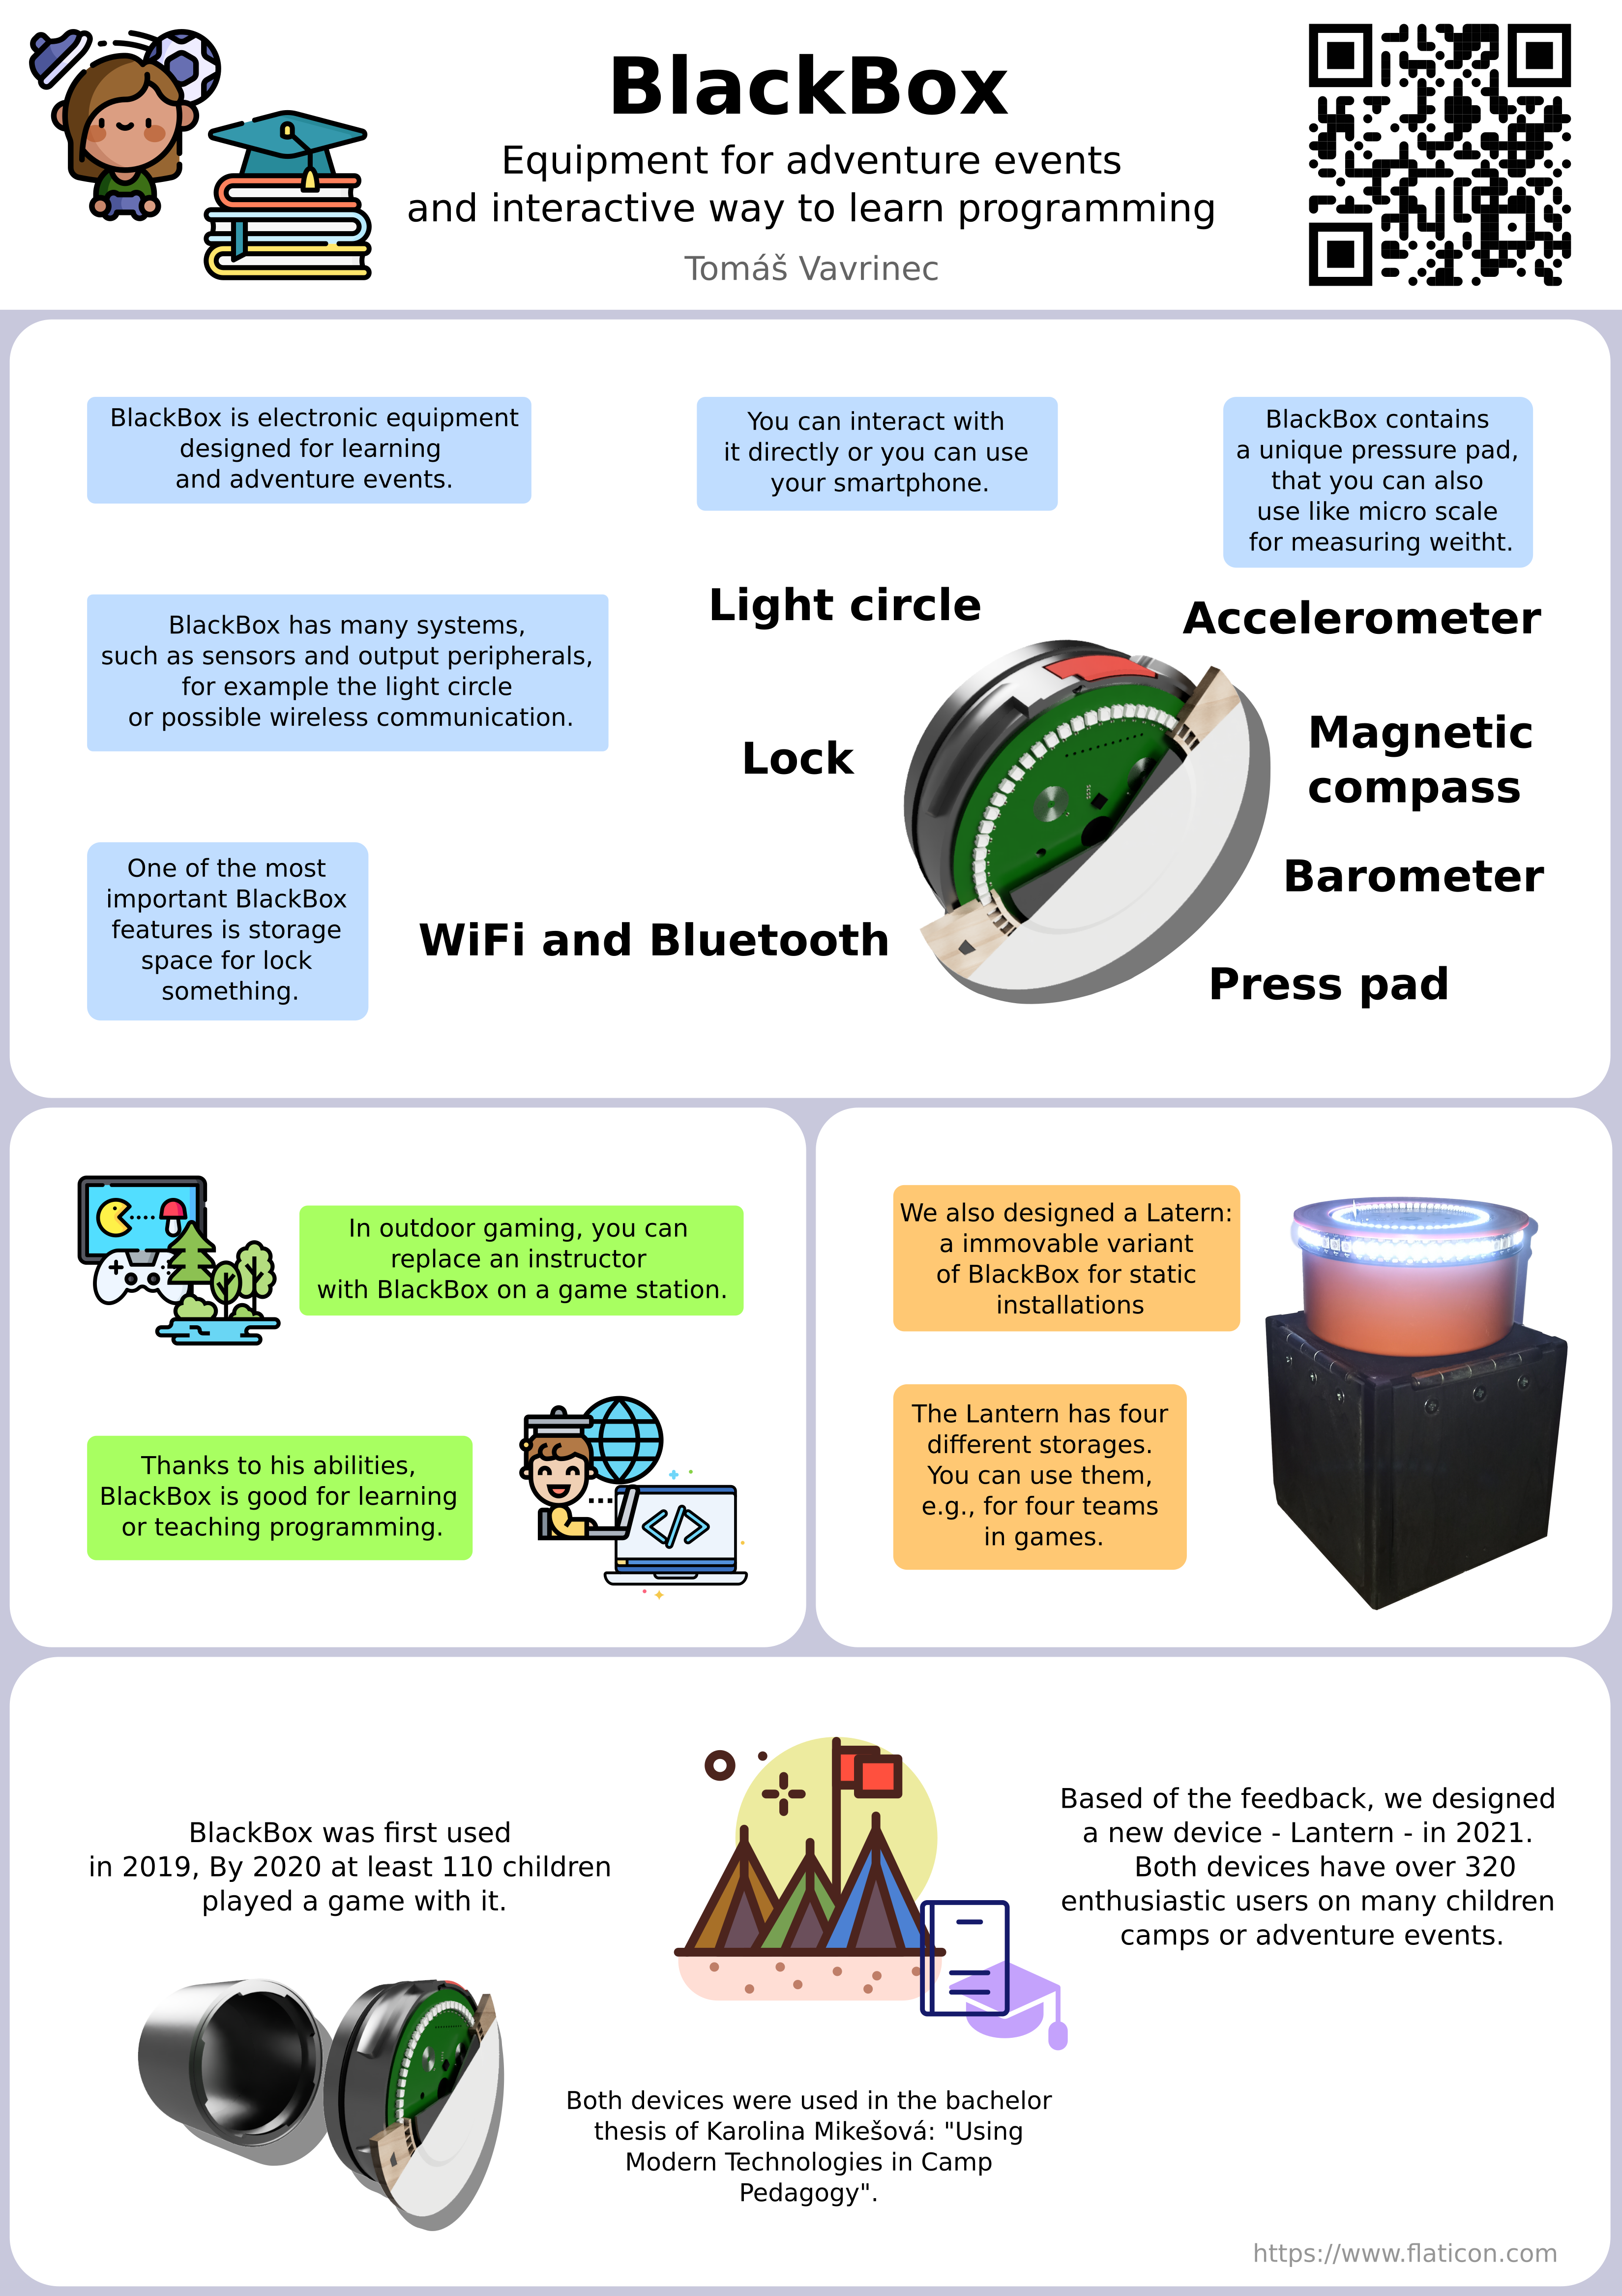 BlackBox
Equipment for adventure events
and interactive way to learn programming
Tomáš Vavrinec
BlackBox is electronic equipment
designed for learning
and adventure events.
You can interact with
it directly or you can use
your smartphone.
BlackBox contains
a unique pressure pad,
that you can also
use like micro scale
for measuring weitht.
BlackBox has many systems,
such as sensors and output peripherals,
for example the light circle
or possible wireless communication.
One of the most
important BlackBox
features is storage
space for lock
something.
Light circle
Lock
WiFi and Bluetooth
Accelerometer
Magnetic
compass
Barometer
Press pad
In outdoor gaming, you can
replace an instructor
with BlackBox on a game station.
Thanks to his abilities,
BlackBox is good for learning
or teaching programming.
We also designed a Latern:
a immovable variant
of BlackBox for static
installations
The Lantern has four
different storages.
You can use them,
e.g., for four teams
in games.
BlackBox was first used
in 2019, By 2020 at least 110 children
played a game with it.
Based of the feedback, we designed
a new device - Lantern - in 2021.
Both devices have over 320
enthusiastic users on many children
camps or adventure events.
Both devices were used in the bachelor
thesis of Karolina Mikešová: "Using
Modern Technologies in Camp
Pedagogy".
https://www.flaticon.com